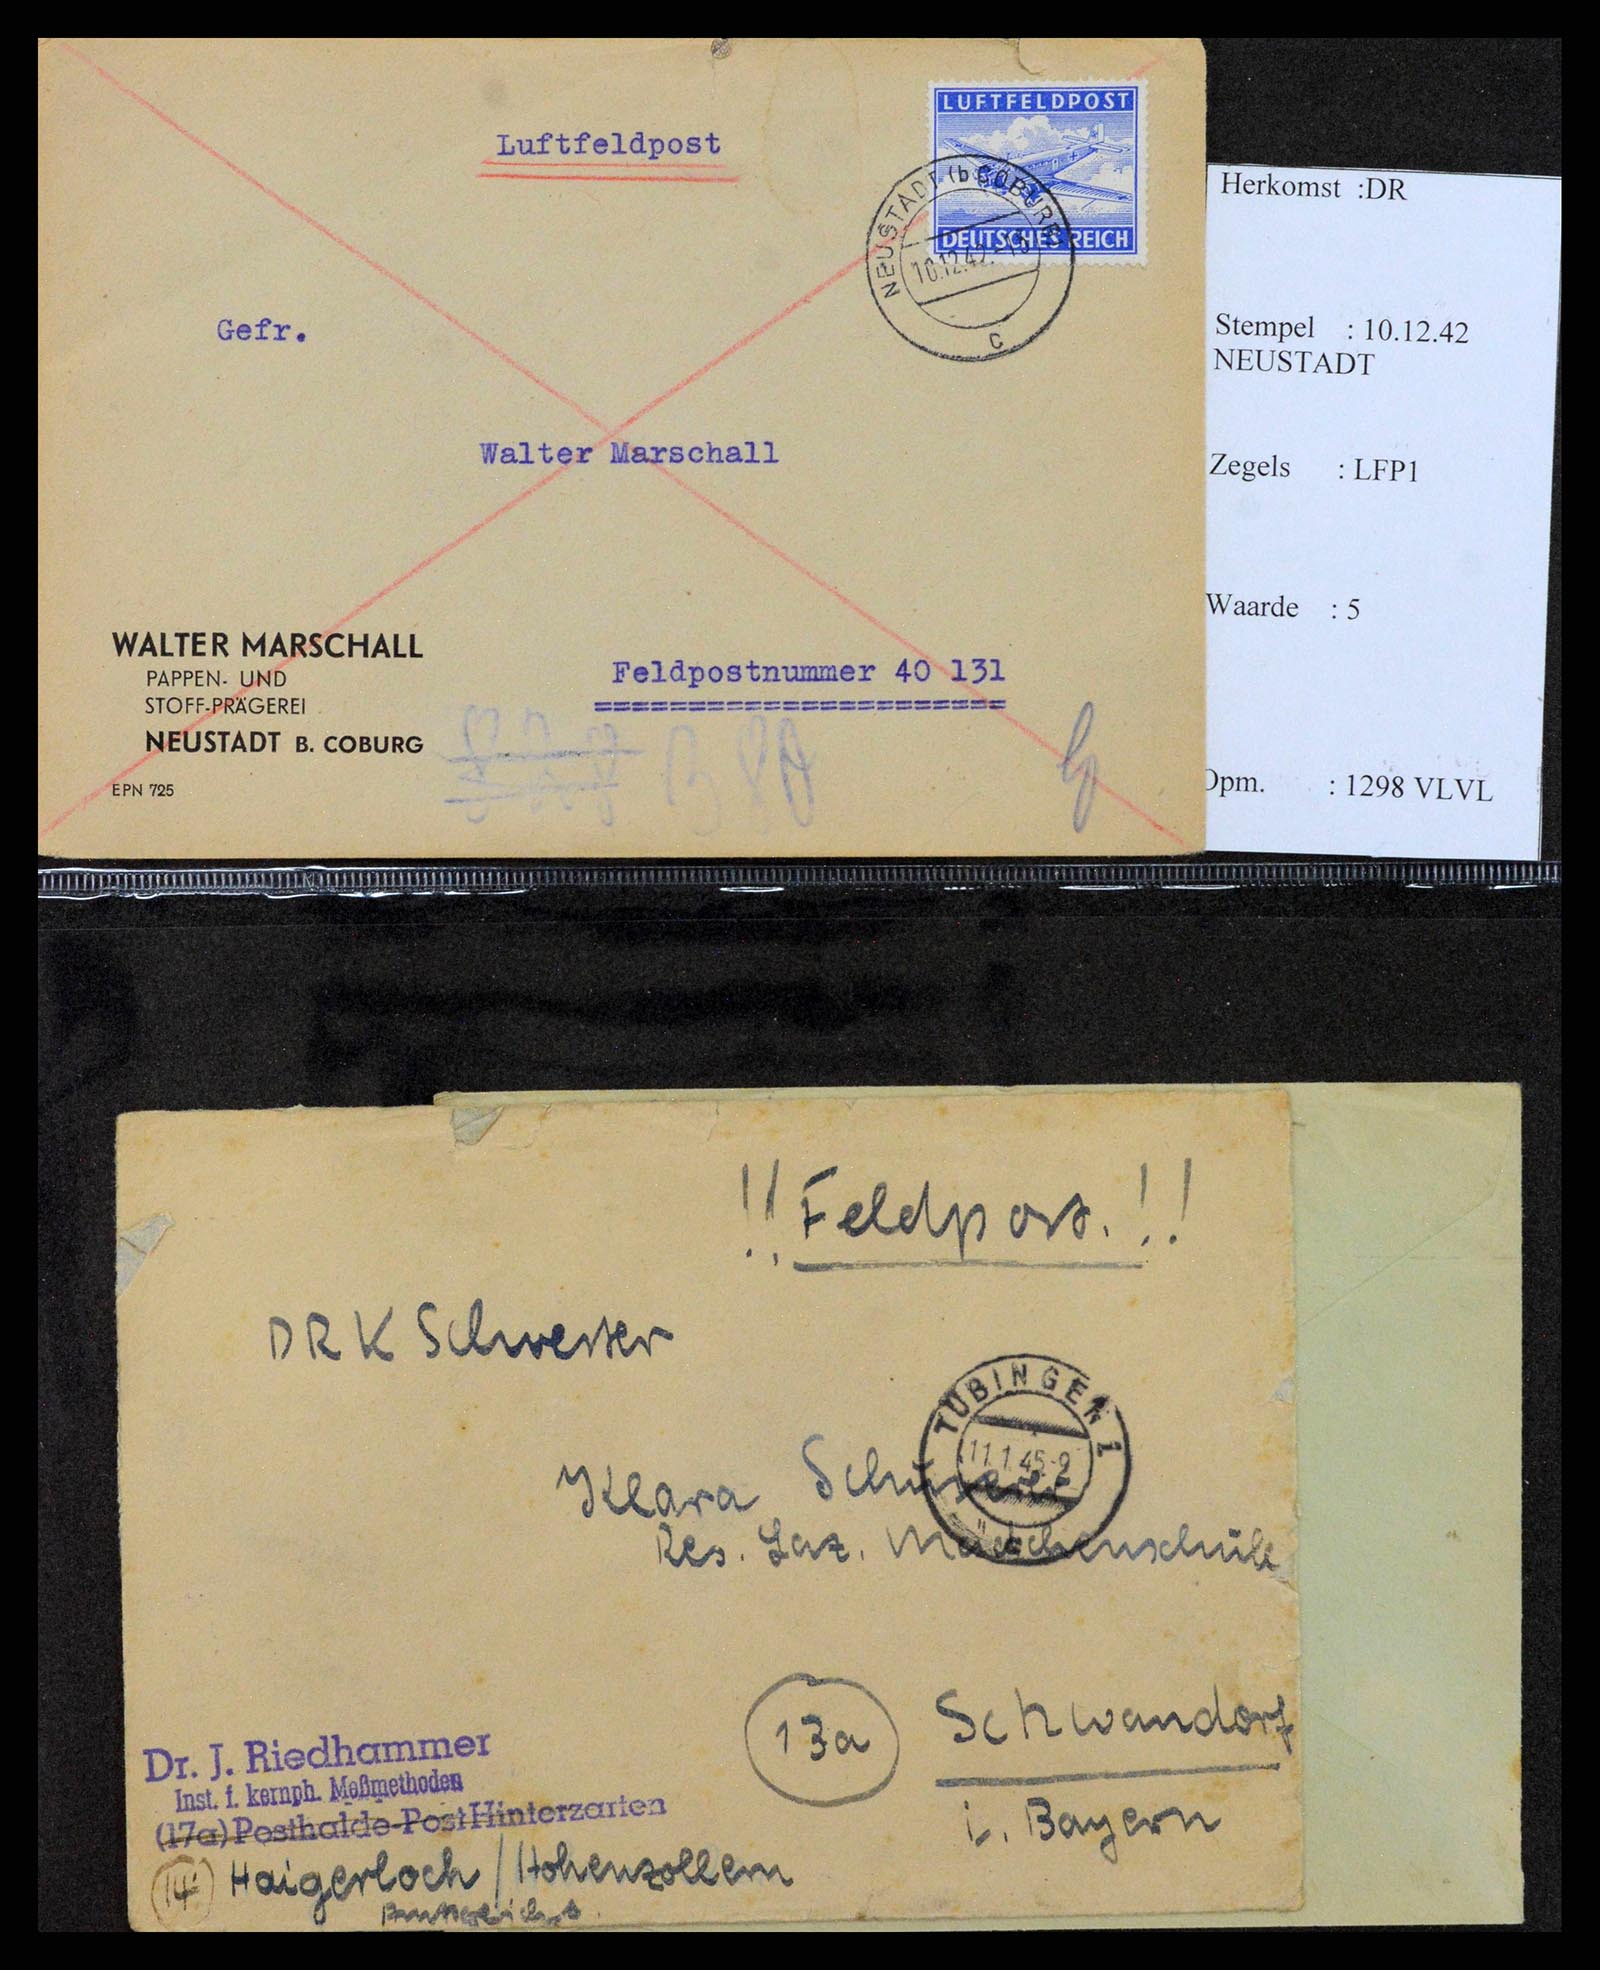 Luftfeldpost
LUFTFELDPOST
DEUTSCHES REICH
NEUSTADT (b COBURG)
10.12.42
c
Gefr.
Walter Marschall
Feldpostnummer 40 131
WALTER MARSCHALL
PAPPEN- UND
STOFF-PRÄGEREI
NEUSTADT B. COBURG
EPN 725
Herkomst :DR
Stempel : 10.12.42
NEUSTADT
Zegels : LFP1
Waarde : 5
Opm. : 1298 VLVL
!! Feldpost. !!
DRK Schwester
TÜBINGEN 1
11.1.45.-9
Klara
Res. Laz. Mädchenschule
13a Schwandorf
i. Bayern
Dr. J. Riedhammer
Inst. f. kernph. Meßmethoden
(17a) Posthalde-Post Hinterzarten
Haigerloch / Hohenzollern